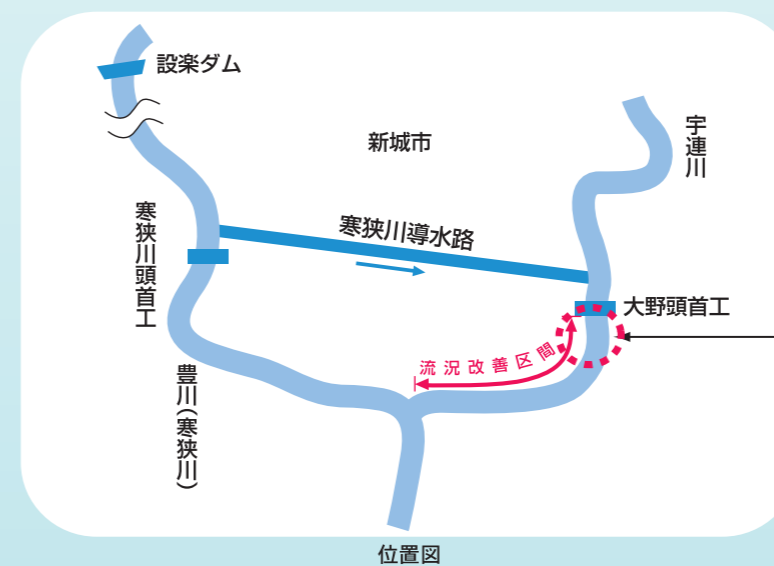 設楽ダム
新城市
宇連川
寒狭川頭首工
寒狭川導水路
大野頭首工
流況改善区間
豊川(寒狭川)
位置図